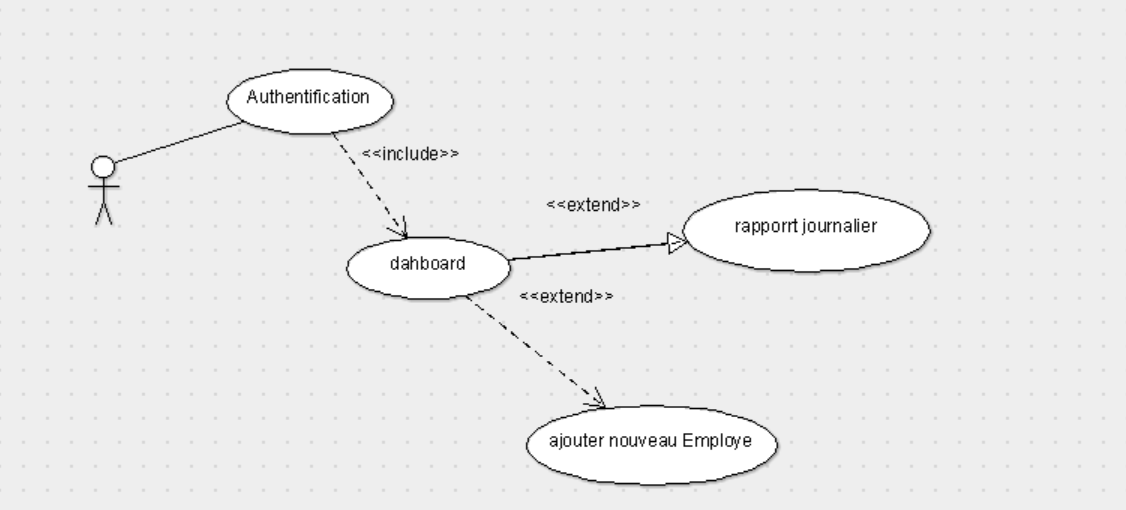 Authentification
<<include>>
<<extend>>
rapporrt journalier
dahboard
<<extend>>
ajouter nouveau Employe